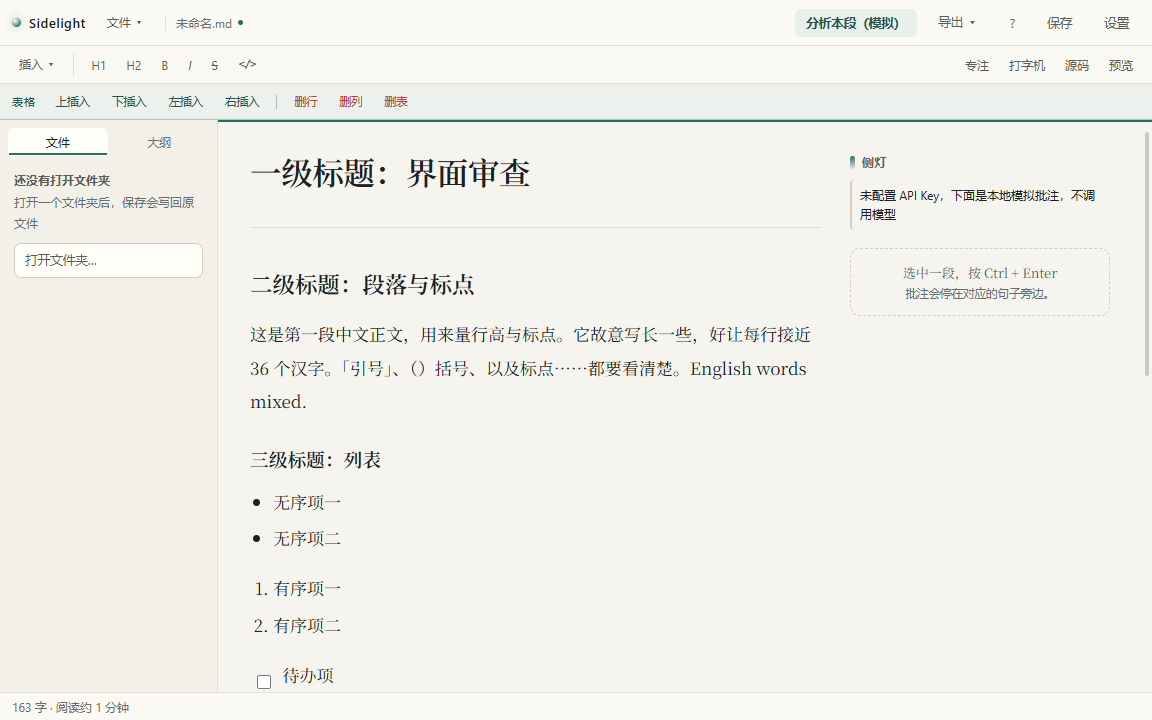 Sidelight 文件 未命名.md 分析本段（模拟） 导出 ? 保存 设置
插入 H1 H2 B I S </> 专注 打字机 源码 预览
表格 上插入 下插入 左插入 右插入 删行 删列 删表
文件 大纲
还没有打开文件夹
打开一个文件夹后，保存会写回原
文件
打开文件夹...
一级标题：界面审查
二级标题：段落与标点
这是第一段中文正文，用来量行高与标点。它故意写长一些，好让每行接近
36 个汉字。「引号」、（）括号、以及标点……都要看清楚。English words
mixed.
三级标题：列表
• 无序项一
• 无序项二
1. 有序项一
2. 有序项二
待办项
侧灯
未配置 API Key，下面是本地模拟批注，不调
用模型
选中一段，按 Ctrl + Enter
批注会停在对应的句子旁边。
163 字 · 阅读约 1 分钟